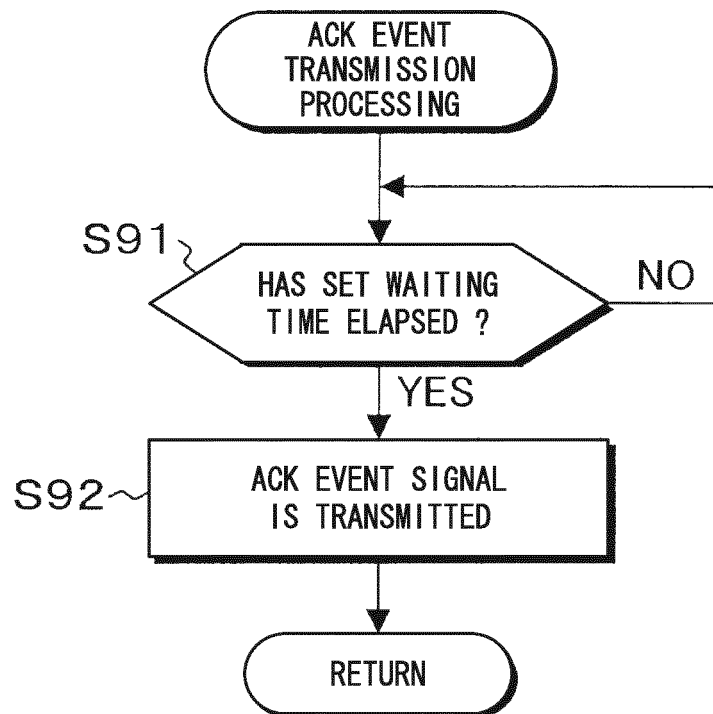 ACK EVENT
TRANSMISSION
PROCESSING
S91
HAS SET WAITING
TIME ELAPSED ?
NO
YES
S92
ACK EVENT SIGNAL
IS TRANSMITTED
RETURN